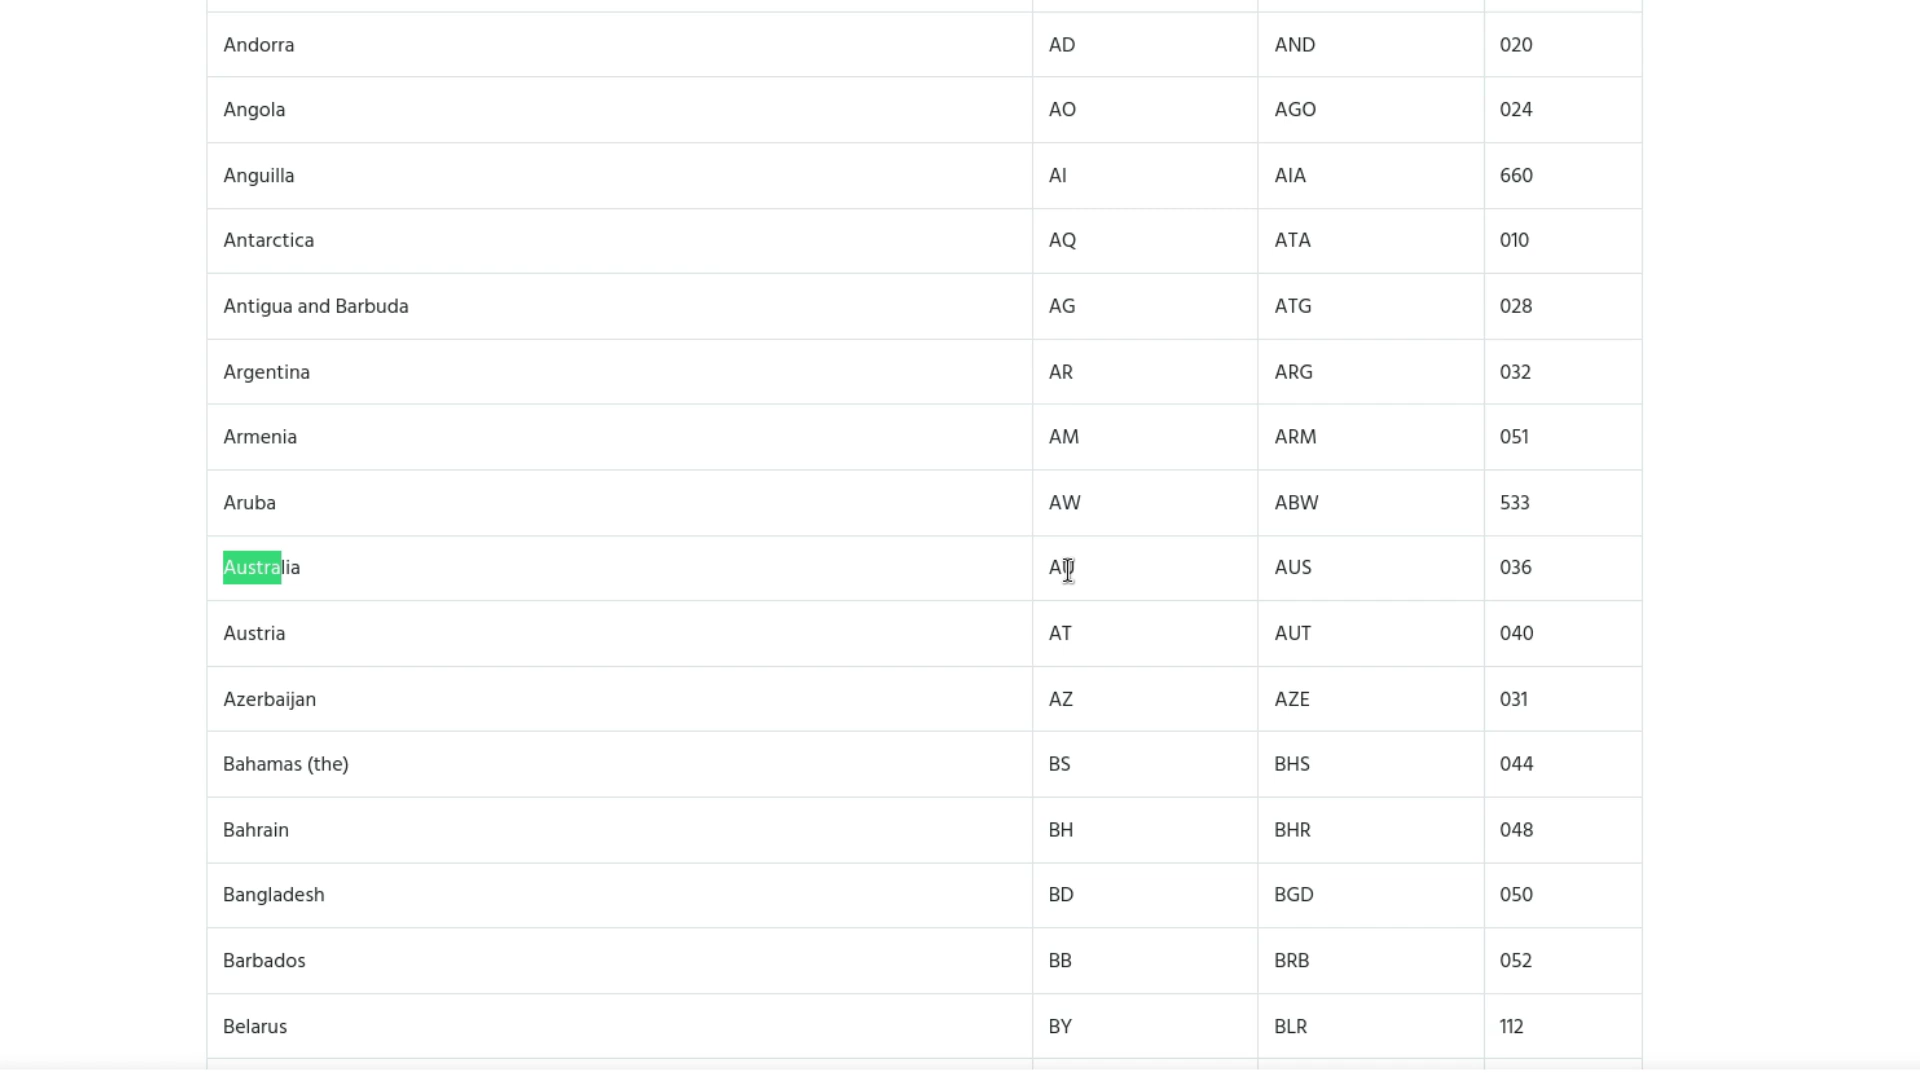 Andorra AD AND 020
Angola AO AGO 024
Anguilla AI AIA 660
Antarctica AQ ATA 010
Antigua and Barbuda AG ATG 028
Argentina AR ARG 032
Armenia AM ARM 051
Aruba AW ABW 533
Australia AU AUS 036
Austria AT AUT 040
Azerbaijan AZ AZE 031
Bahamas (the) BS BHS 044
Bahrain BH BHR 048
Bangladesh BD BGD 050
Barbados BB BRB 052
Belarus BY BLR 112